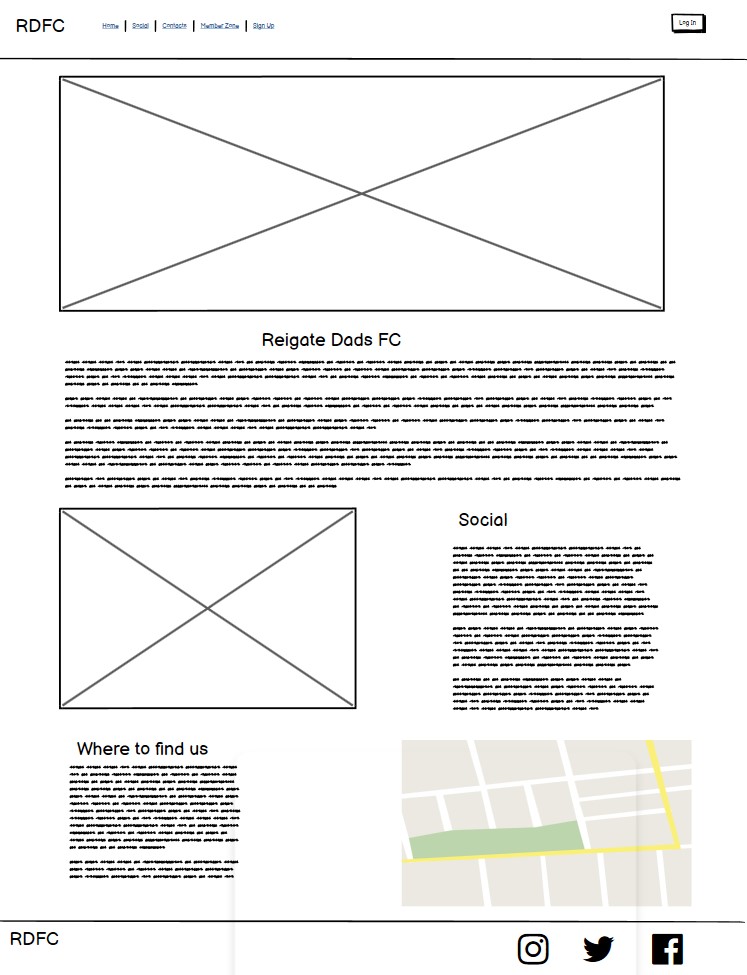 RDFC
Home | Social | Contacts | Member Zone | Sign Up
Log In
Reigate Dads FC
Social
Where to find us
RDFC